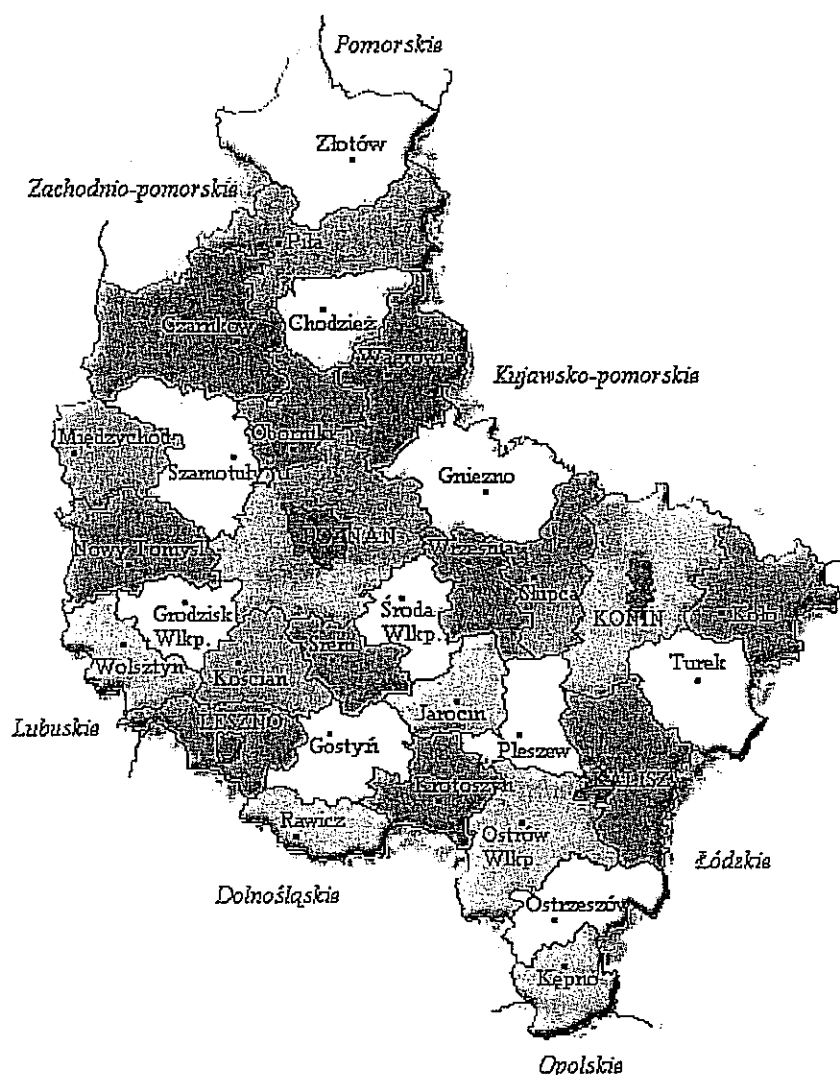 Pomorskie
Złotów
Zachodnio-pomorskie
Piła
Czarnków
Chodzież
Wągrowiec
Kujawsko-pomorskie
Międzychód
Oborniki
Szamotuły
Gniezno
Nowy Tomyśl
POZNAŃ
Września
Słupca
Grodzisk
Wlkp.
Środa
Wlkp.
KONIN
Koło
Wolsztyn
Kościan
Śrem
Turek
Lubuskie
LESZNO
Gostyń
Jarocin
Pleszew
KALISZ
Krotoszyn
Rawicz
Ostrów
Wlkp.
Łódzkie
Dolnośląskie
Ostrzeszów
Kępno
Opolskie